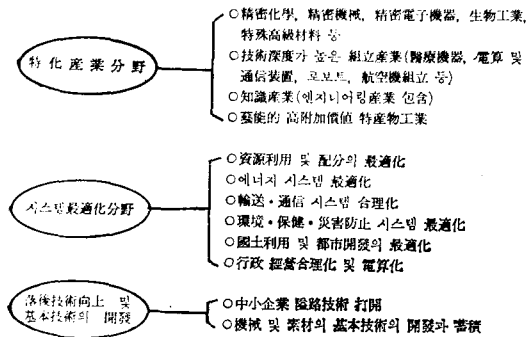 特化產業分野
○精密化學, 精密機械, 精密電子機器, 生物工業,
特殊高級材料 등
○技術深度가 높은 組立産業(醫療機器, 電算 및
通信装置, 로보트, 航空機組立 등)
○知識産業(엔지니어링産業 包含)
○藝能的 高附加價値 特産物工業
시스템最適化分野
○資源利用 및 配分의 最適化
○에너지 시스템 最適化
○輸送・通信 시스템 合理化
○環境・保健・災害防止 시스템 最適化
○國土利用 및 都市開發의 最適化
○行政 經營合理化 및 電算化
落後技術向上 및
基本技術의 開發
○中小企業 隘路技術 打開
○機械 및 素材의 基本技術의 開發과 蓄積